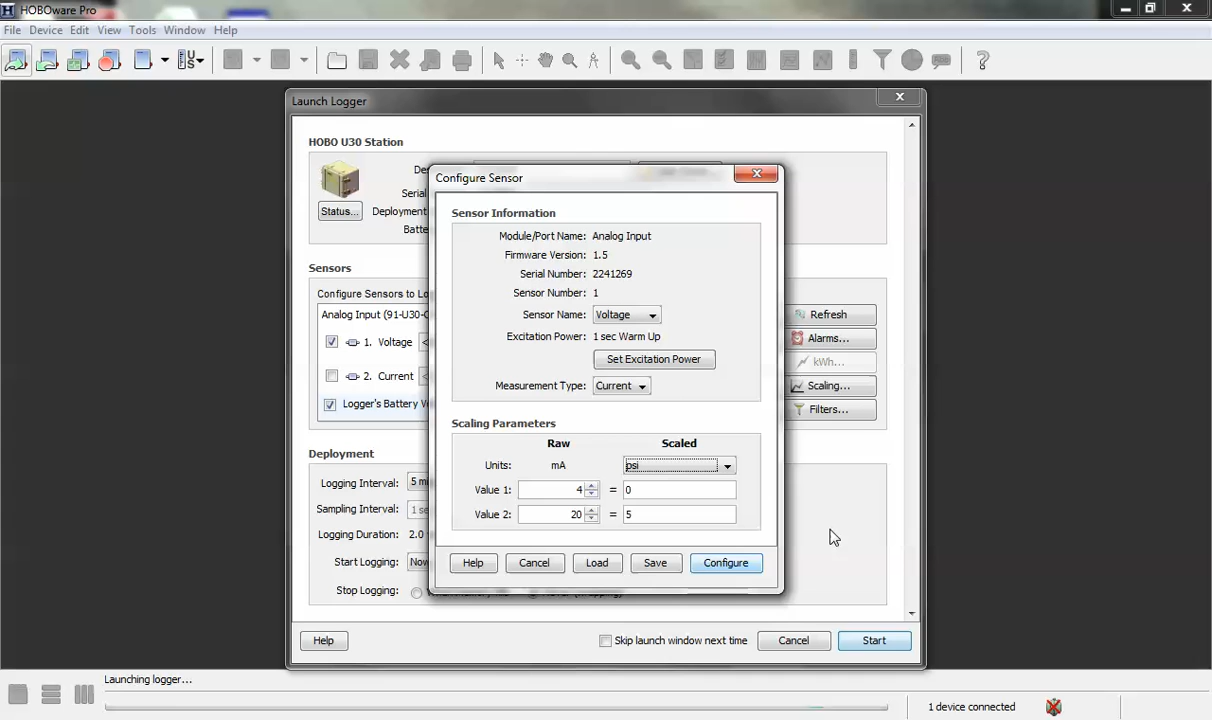 HOBOware Pro
File Device Edit View Tools Window Help
Launch Logger
HOBO U30 Station
Status...
Serial
Deployment
Sensors
Configure Sensors to
Analog Input
1. Voltage
2. Current
Logger's Battery
Refresh
Alarms...
kWh...
Scaling...
Filters...
Deployment
Logging Interval: 5
Sampling Interval: 1
Logging Duration: 2.0
Start Logging: Now
Stop Logging:
Help
Skip launch window next time
Cancel
Start
Configure Sensor
Sensor Information
Module/Port Name: Analog Input
Firmware Version: 1.5
Serial Number: 2241269
Sensor Number: 1
Sensor Name: Voltage
Excitation Power: 1 sec Warm Up
Set Excitation Power
Measurement Type: Current
Scaling Parameters
Raw Scaled
Units: mA psi
Value 1: 4 = 0
Value 2: 20 = 5
Help Cancel Load Save Configure
Launching logger...
1 device connected